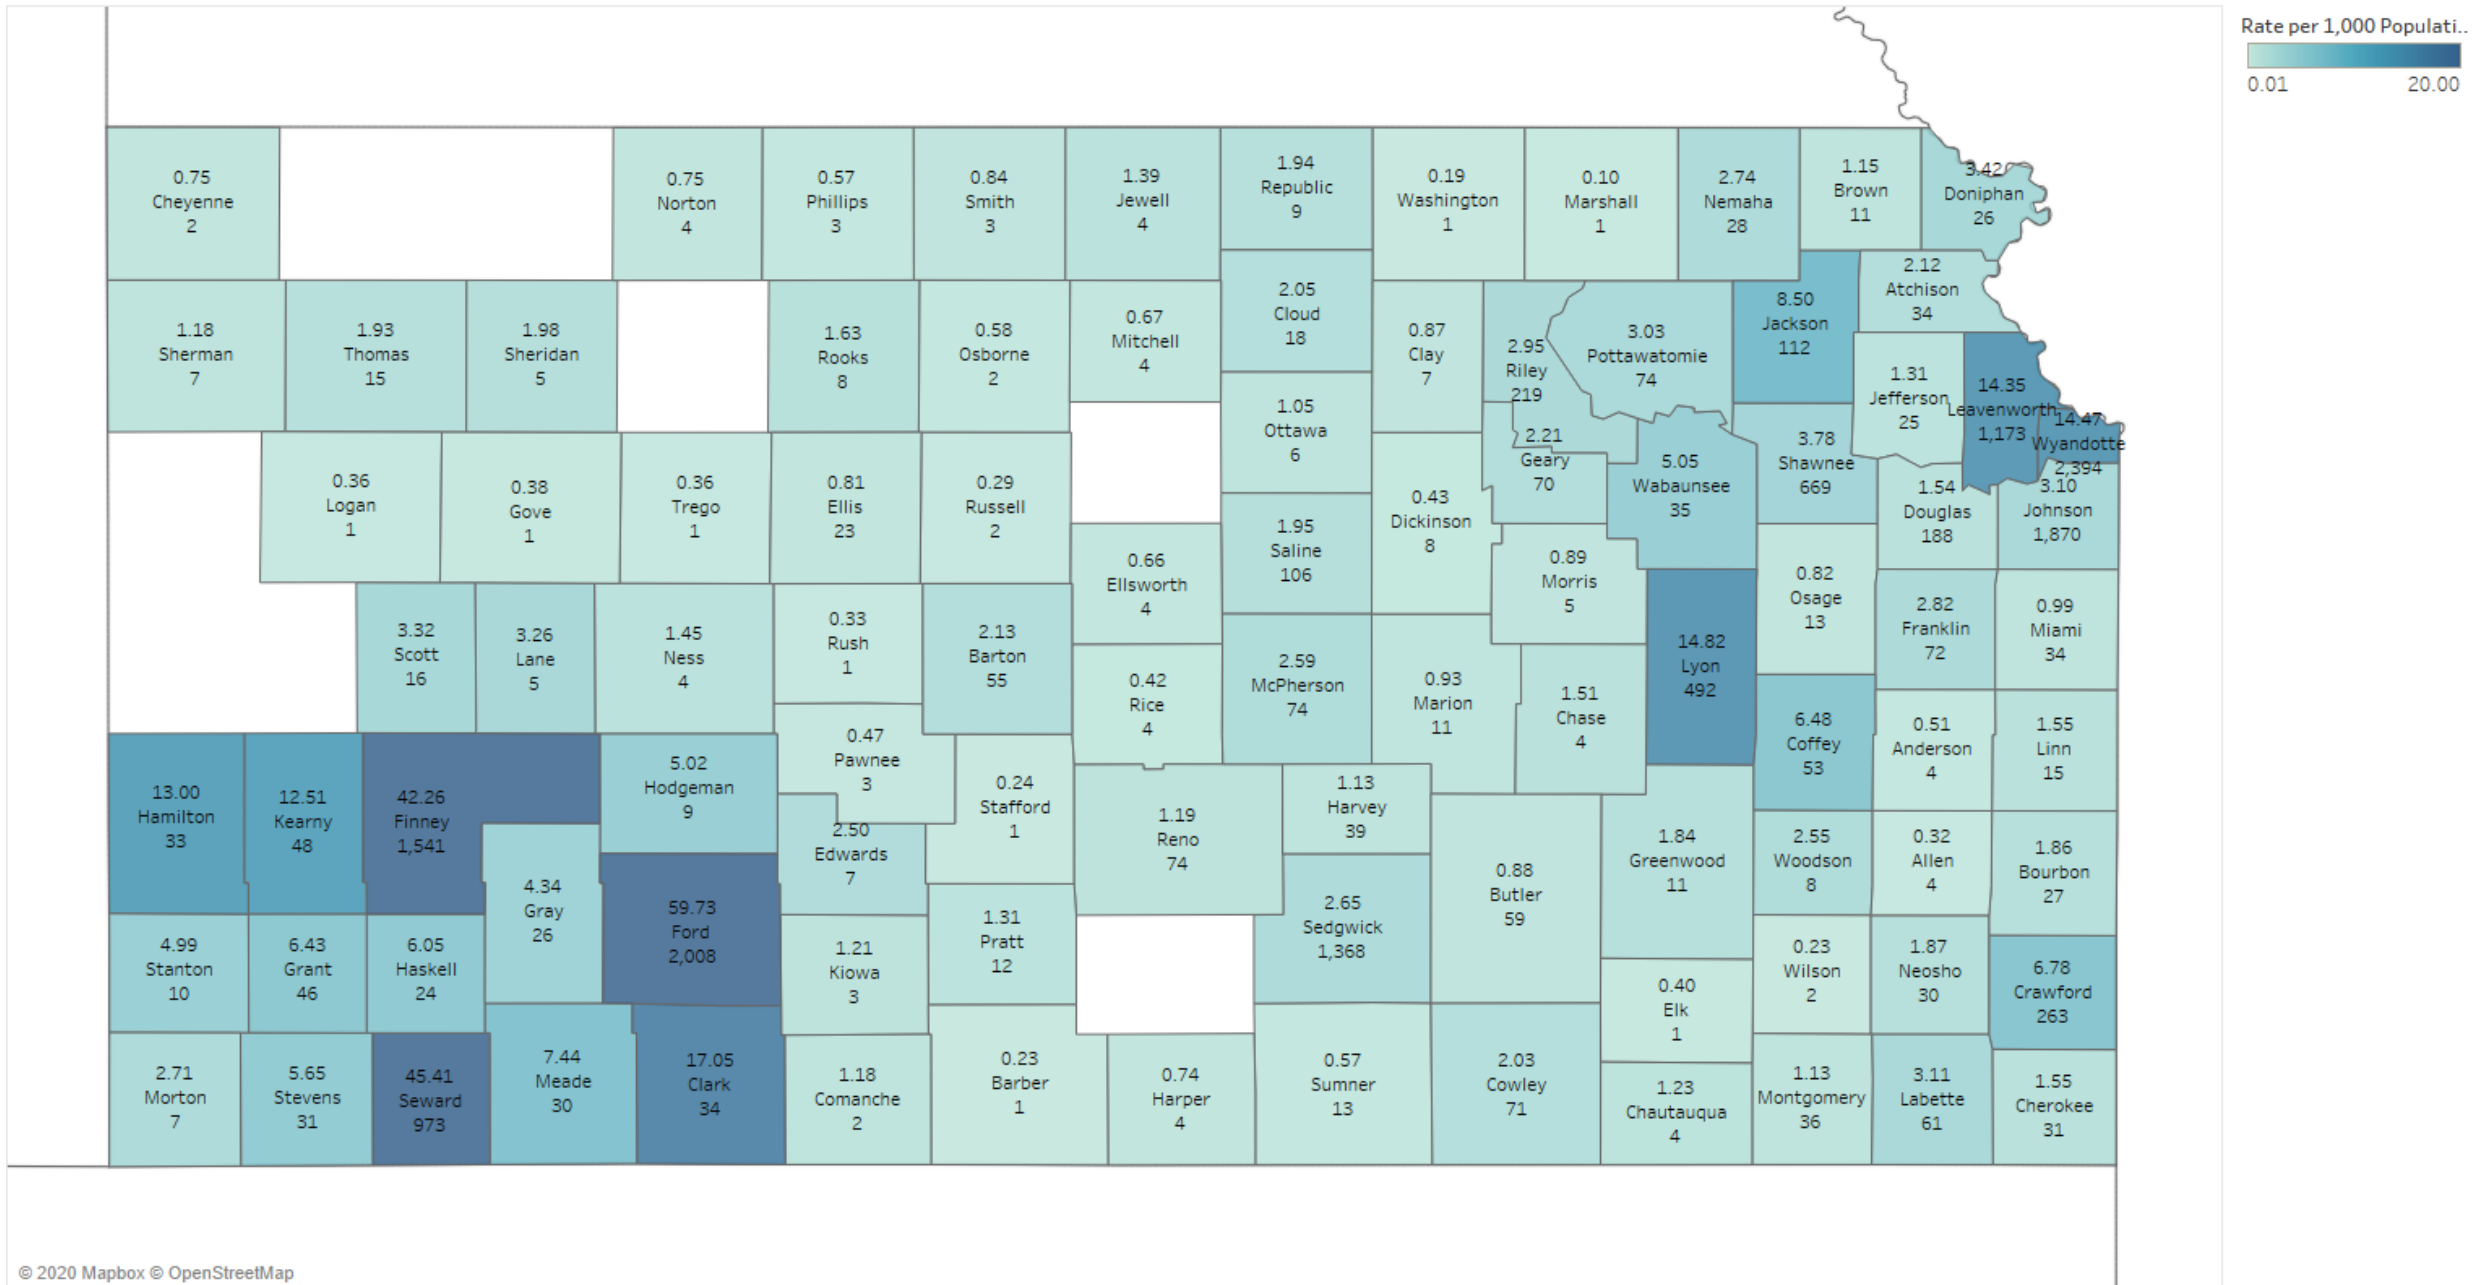 Rate per 1,000 Populati..
0.01 20.00
0.75
Cheyenne
2
0.75
Norton
4
0.57
Phillips
3
0.84
Smith
3
1.39
Jewell
4
1.94
Republic
9
0.19
Washington
1
0.10
Marshall
1
2.74
Nemaha
28
1.15
Brown
11
3.42
Doniphan
26
1.18
Sherman
7
1.93
Thomas
15
1.98
Sheridan
5
1.63
Rooks
8
0.58
Osborne
2
0.67
Mitchell
4
2.05
Cloud
18
0.87
Clay
7
2.95
Riley
219
3.03
Pottawatomie
74
8.50
Jackson
112
2.12
Atchison
34
1.31
Jefferson
25
14.35
Leavenworth
1,173
14.47
Wyandotte
2,394
1.05
Ottawa
6
0.36
Logan
1
0.38
Gove
1
0.36
Trego
1
0.81
Ellis
23
0.29
Russell
2
0.43
Dickinson
8
2.21
Geary
70
5.05
Wabaunsee
35
3.78
Shawnee
669
1.54
Douglas
188
3.10
Johnson
1,870
1.95
Saline
106
0.66
Ellsworth
4
0.89
Morris
5
0.82
Osage
13
2.82
Franklin
72
0.99
Miami
34
3.32
Scott
16
3.26
Lane
5
1.45
Ness
4
0.33
Rush
1
2.13
Barton
55
0.42
Rice
4
2.59
McPherson
74
0.93
Marion
11
1.51
Chase
4
14.82
Lyon
492
6.48
Coffey
53
0.51
Anderson
4
1.55
Linn
15
13.00
Hamilton
33
12.51
Kearny
48
42.26
Finney
1,541
5.02
Hodgeman
9
0.47
Pawnee
3
0.24
Stafford
1
1.19
Reno
74
1.13
Harvey
39
2.50
Edwards
7
4.34
Gray
26
59.73
Ford
2,008
0.88
Butler
59
1.84
Greenwood
11
2.55
Woodson
8
0.32
Allen
4
1.86
Bourbon
27
4.99
Stanton
10
6.43
Grant
46
6.05
Haskell
24
1.21
Kiowa
3
1.31
Pratt
12
2.65
Sedgwick
1,368
0.40
Elk
1
0.23
Wilson
2
1.87
Neosho
30
6.78
Crawford
263
2.71
Morton
7
5.65
Stevens
31
45.41
Seward
973
7.44
Meade
30
17.05
Clark
34
1.18
Comanche
2
0.23
Barber
1
0.74
Harper
4
0.57
Sumner
13
2.03
Cowley
71
1.23
Chautauqua
4
1.13
Montgomery
36
3.11
Labette
61
1.55
Cherokee
31
© 2020 Mapbox © OpenStreetMap